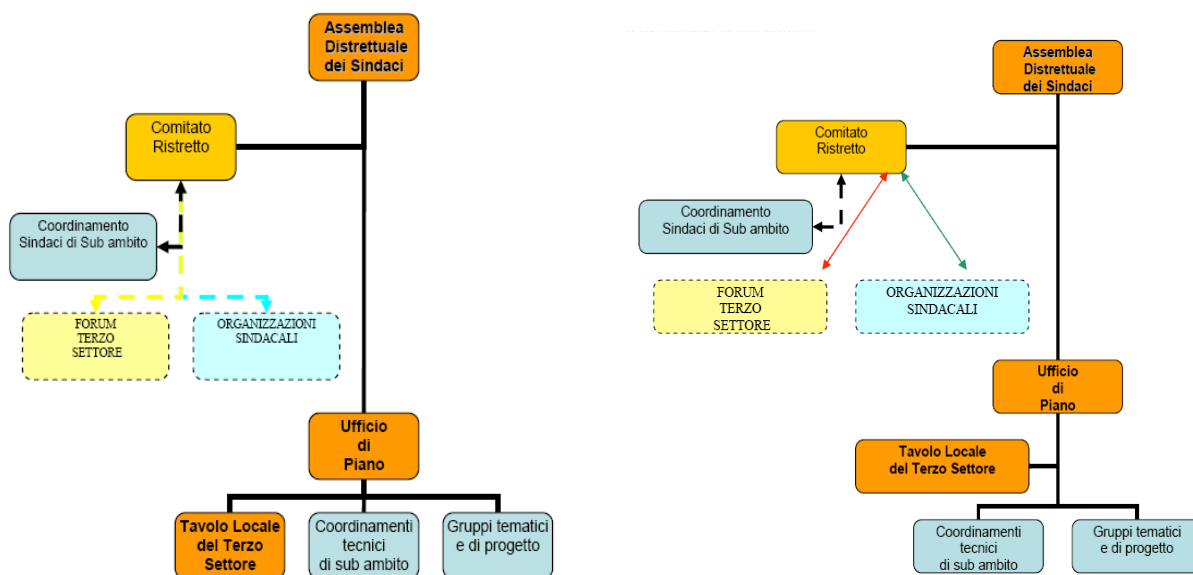 Assemblea
Distrettuale
dei Sindaci
Comitato
Ristretto
Coordinamento
Sindaci di Sub ambito
FORUM
TERZO
SETTORE
ORGANIZZAZIONI
SINDACALI
Ufficio
di
Piano
Tavolo Locale
del Terzo
Settore
Coordinamenti
tecnici
di sub ambito
Gruppi tematici
e di progetto
Assemblea
Distrettuale
dei Sindaci
Comitato
Ristretto
Coordinamento
Sindaci di Sub ambito
FORUM
TERZO
SETTORE
ORGANIZZAZIONI
SINDACALI
Ufficio
di
Piano
Tavolo Locale
del Terzo Settore
Coordinamenti
tecnici
di sub ambito
Gruppi tematici
e di progetto